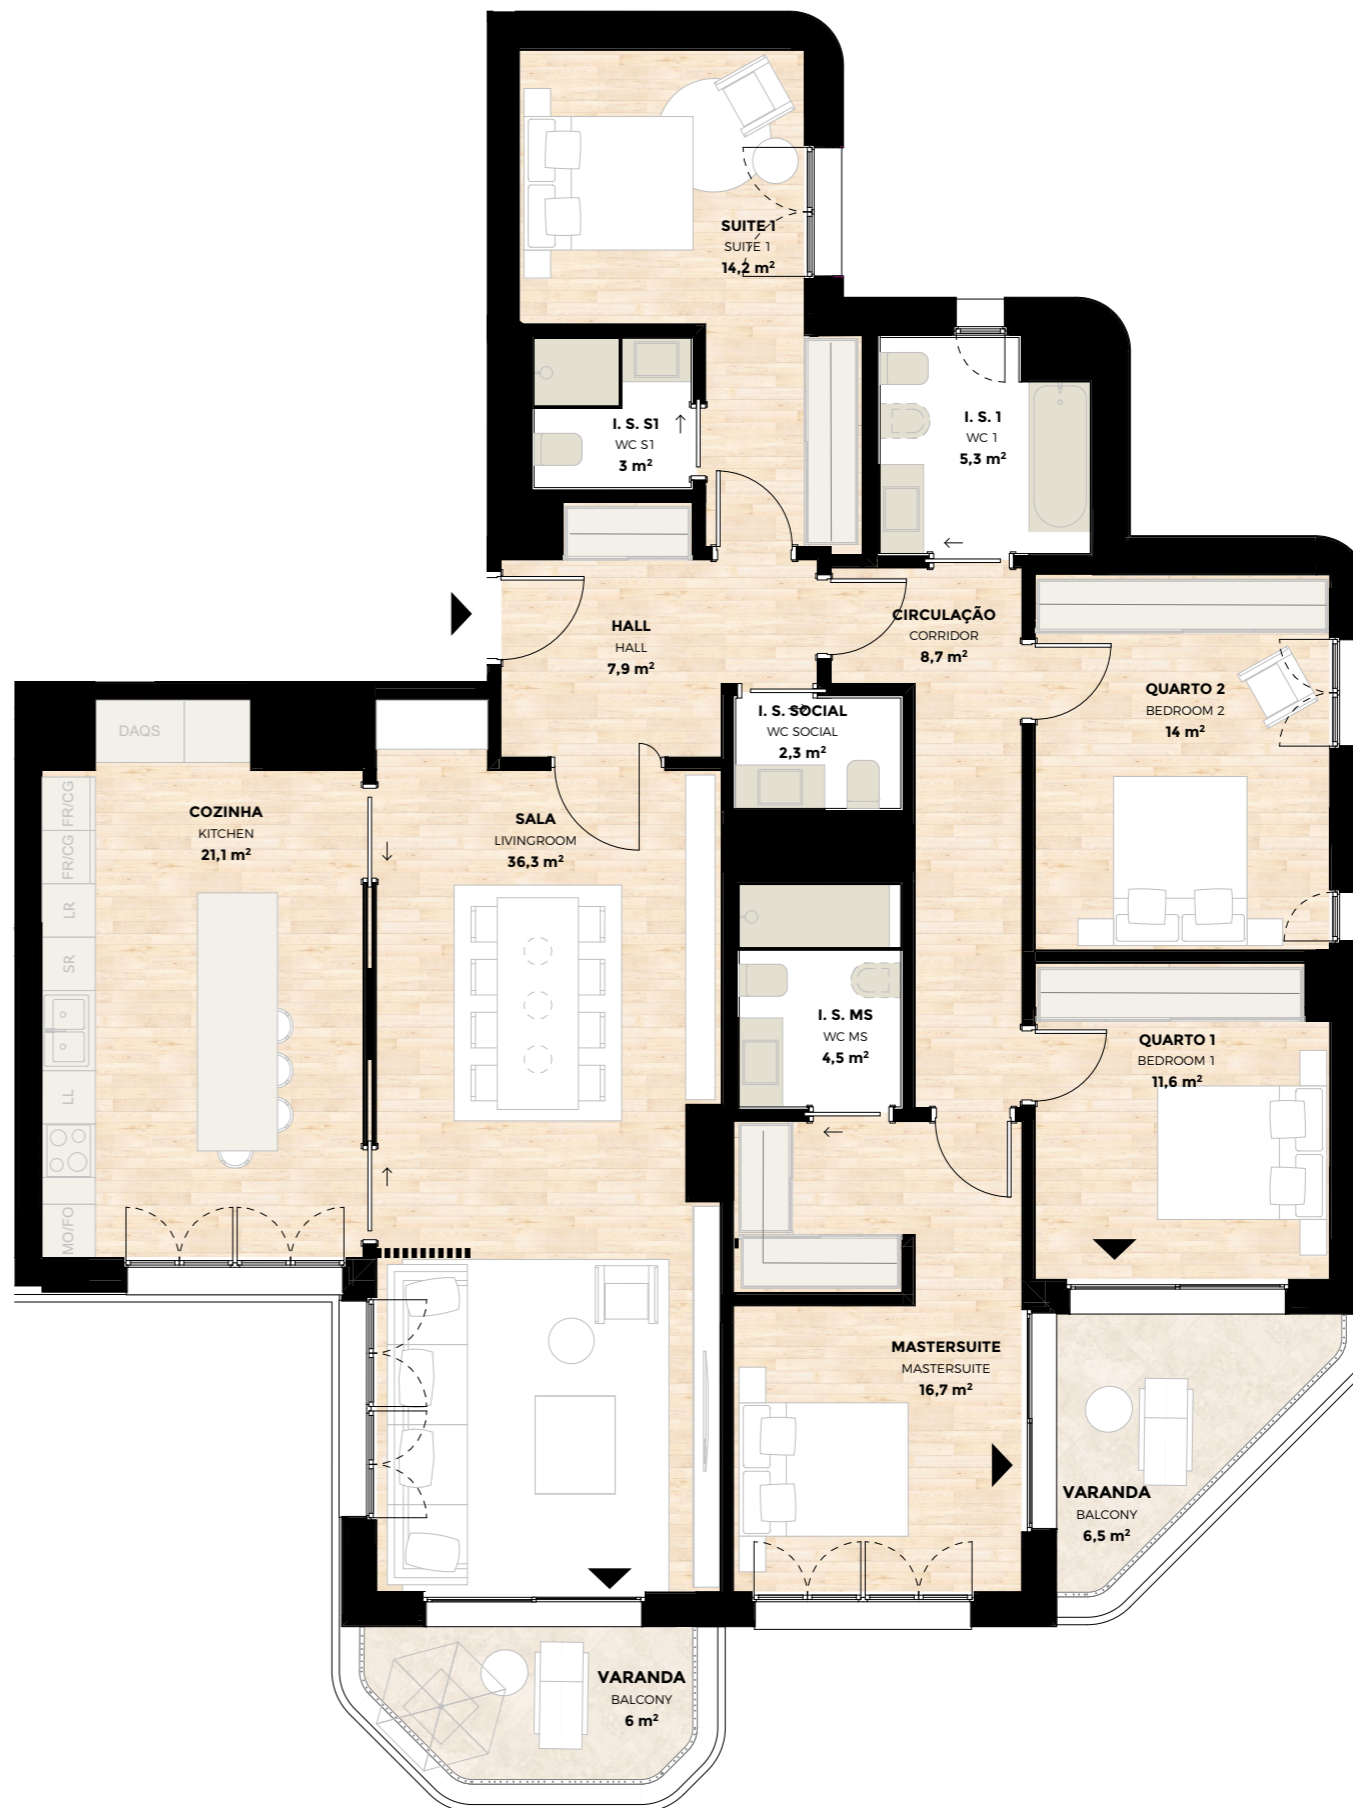 SUITE 1
SUITE 1
14,2 m²
I. S. S1
WC S1
3 m²
I. S. 1
WC 1
5,3 m²
HALL
HALL
7,9 m²
CIRCULAÇÃO
CORRIDOR
8,7 m²
QUARTO 2
BEDROOM 2
14 m²
I. S. SOCIAL
WC SOCIAL
2,3 m²
DAQS
FR/CG
FR/CG
LR
SR
LL
MO/FO
COZINHA
KITCHEN
21,1 m²
SALA
LIVINGROOM
36,3 m²
I. S. MS
WC MS
4,5 m²
QUARTO 1
BEDROOM 1
11,6 m²
MASTERSUITE
MASTERSUITE
16,7 m²
VARANDA
BALCONY
6,5 m²
VARANDA
BALCONY
6 m²